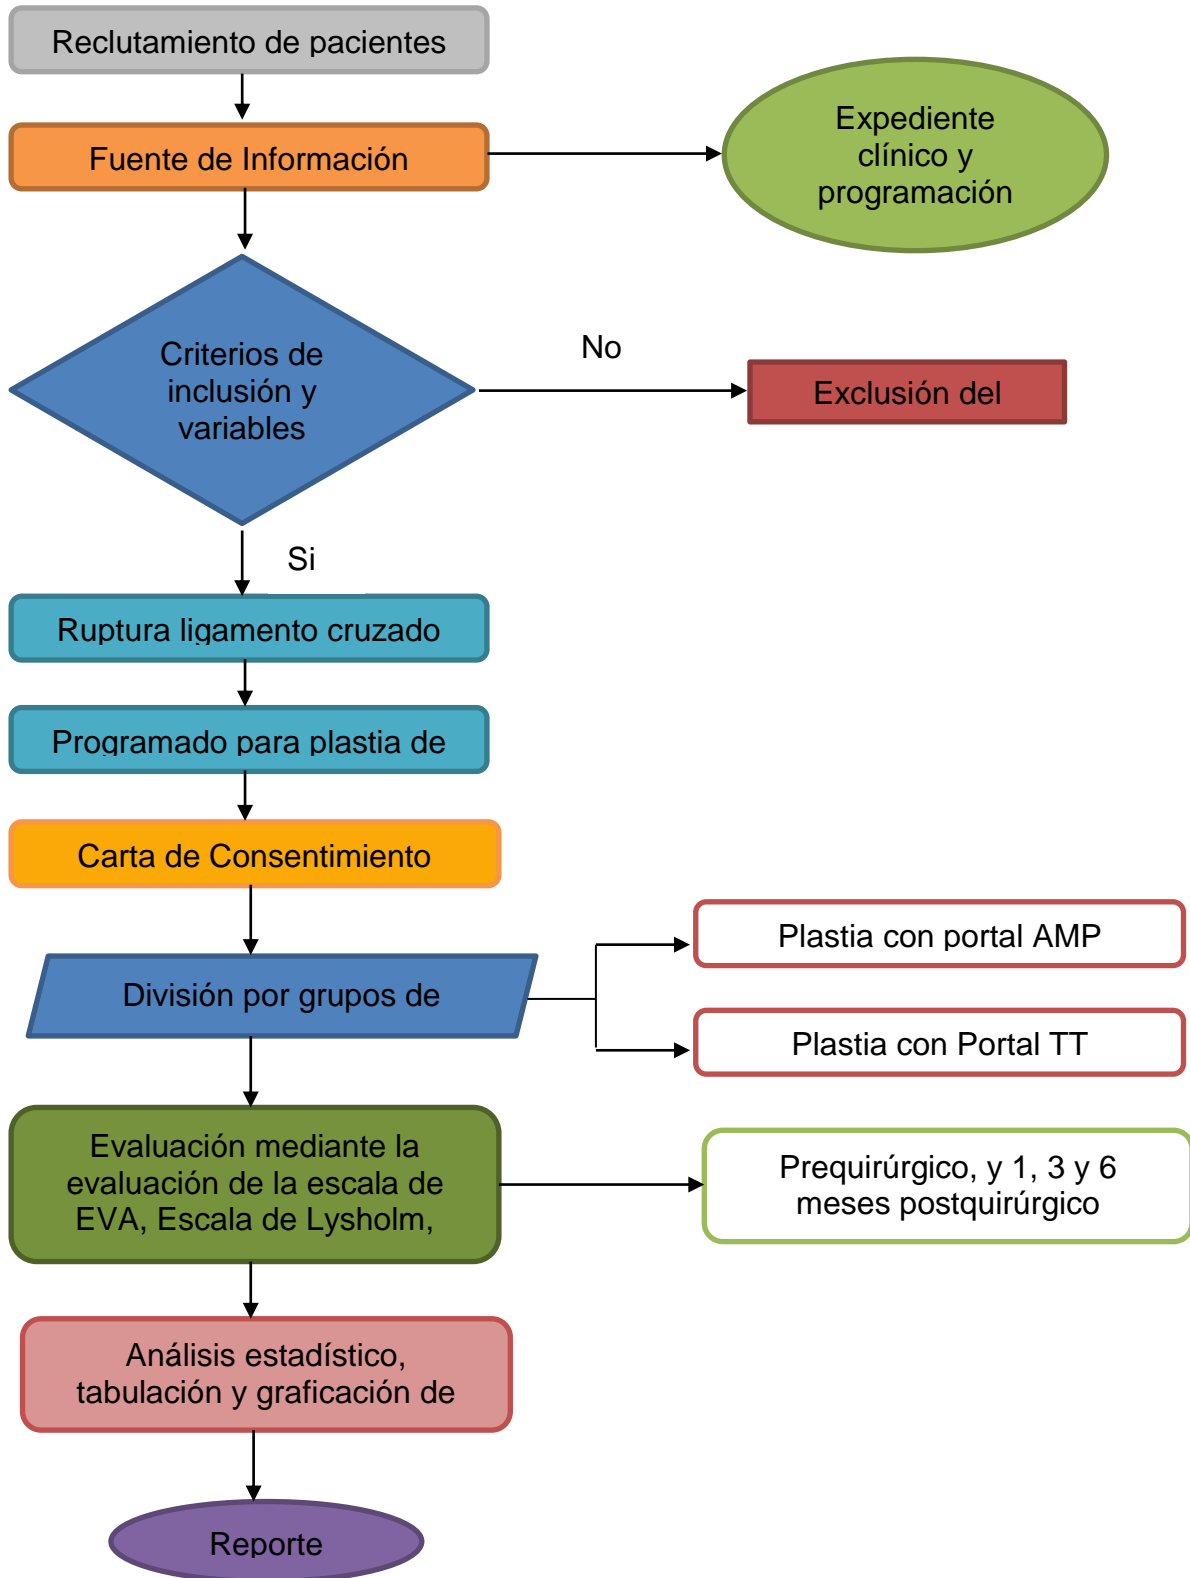 Reclutamiento de pacientes
Fuente de Información
Expediente
clínico y
programación
Criterios de
inclusión y
variables
No
Exclusión del
Si
Ruptura ligamento cruzado
Programado para plastia de
Carta de Consentimiento
División por grupos de
Plastia con portal AMP
Plastia con Portal TT
Evaluación mediante la
evaluación de la escala de
EVA, Escala de Lysholm,
Prequirúrgico, y 1, 3 y 6
meses postquirúrgico
Análisis estadístico,
tabulación y graficación de
Reporte